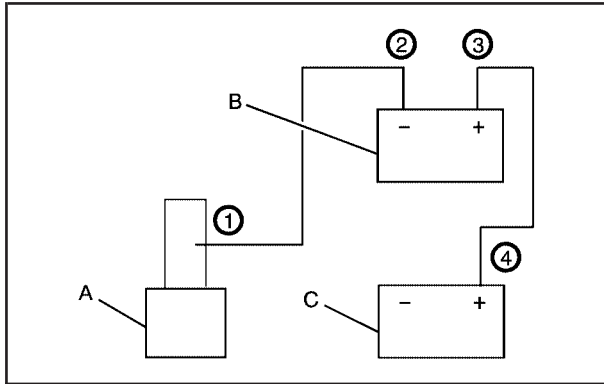 ② ③
B
− +
①
④
A
C
− +